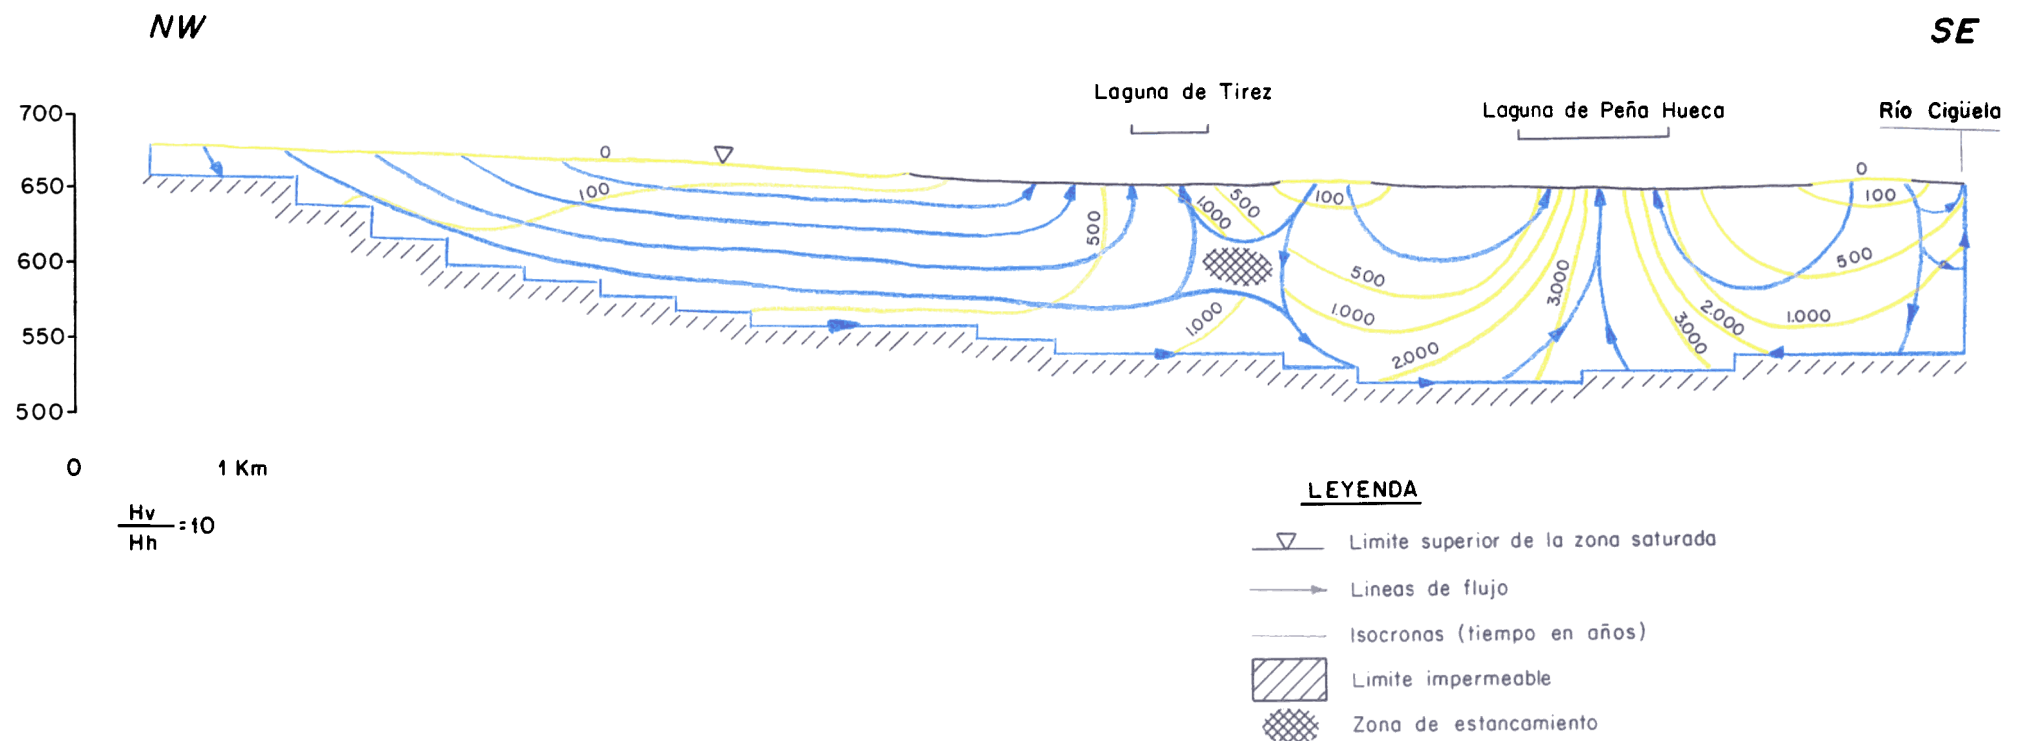 NW
SE
Laguna de Tirez
Laguna de Peña Hueca
Río Cigüela
700
650
600
550
500
0
100
500
1.000
500
1.000
100
500
1.000
2.000
3.000
3.000
2.000
1.000
500
0
100
0 1 Km
Hv
Hh
=10
LEYENDA
Limite superior de la zona saturada
Lineas de flujo
Isocronas (tiempo en años)
Limite impermeable
Zona de estancamiento